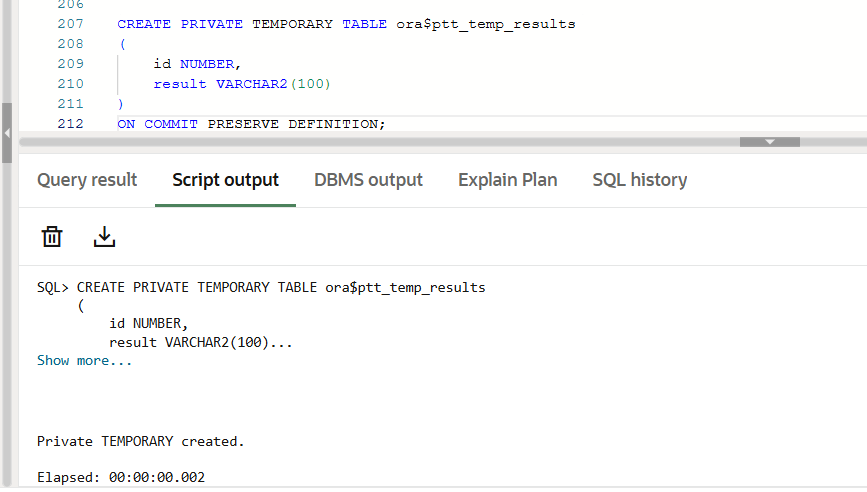 206
207 CREATE PRIVATE TEMPORARY TABLE ora$ptt_temp_results
208 (
209 id NUMBER,
210 result VARCHAR2(100)
211 )
212 ON COMMIT PRESERVE DEFINITION;
Query result Script output DBMS output Explain Plan SQL history
SQL> CREATE PRIVATE TEMPORARY TABLE ora$ptt_temp_results
(
id NUMBER,
result VARCHAR2(100)...
Show more...
Private TEMPORARY created.
Elapsed: 00:00:00.002